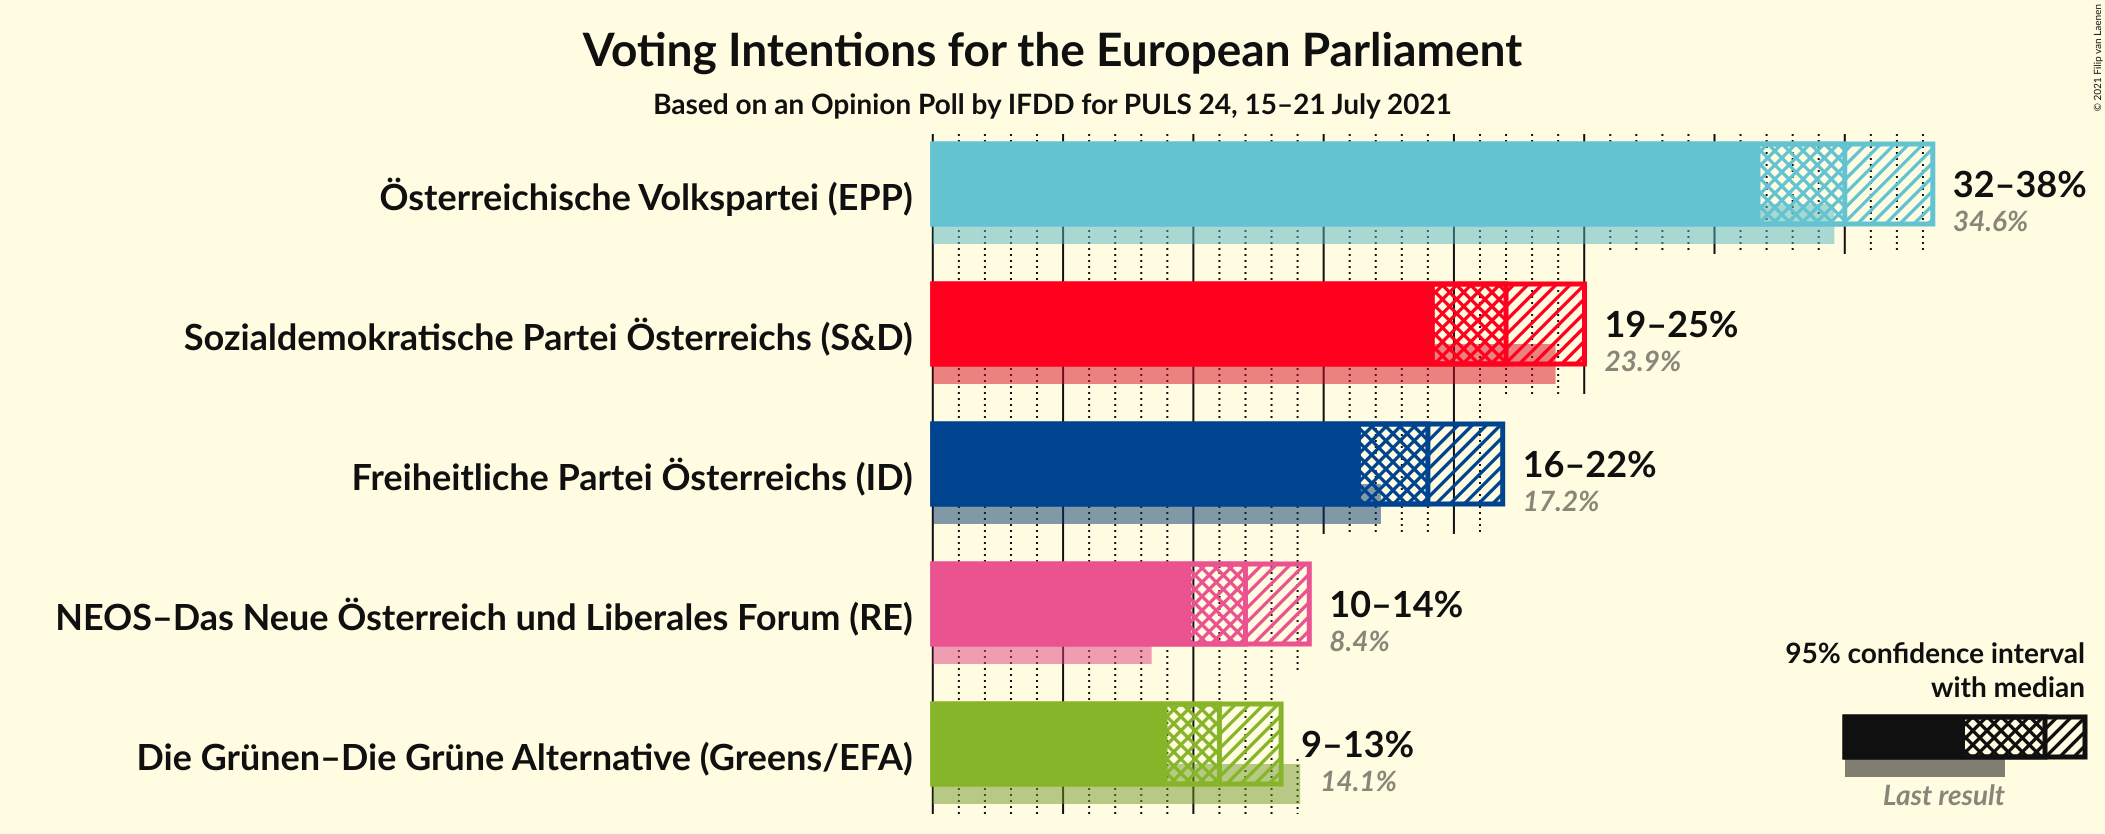 Voting Intentions for the European Parliament
Based on an Opinion Poll by IFDD for PULS 24, 15–21 July 2021
© 2021 Filip van Laenen
Österreichische Volkspartei (EPP)
32–38%
34.6%
Sozialdemokratische Partei Österreichs (S&D)
19–25%
23.9%
Freiheitliche Partei Österreichs (ID)
16–22%
17.2%
NEOS–Das Neue Österreich und Liberales Forum (RE)
10–14%
8.4%
Die Grünen–Die Grüne Alternative (Greens/EFA)
9–13%
14.1%
95% confidence interval
with median
Last result